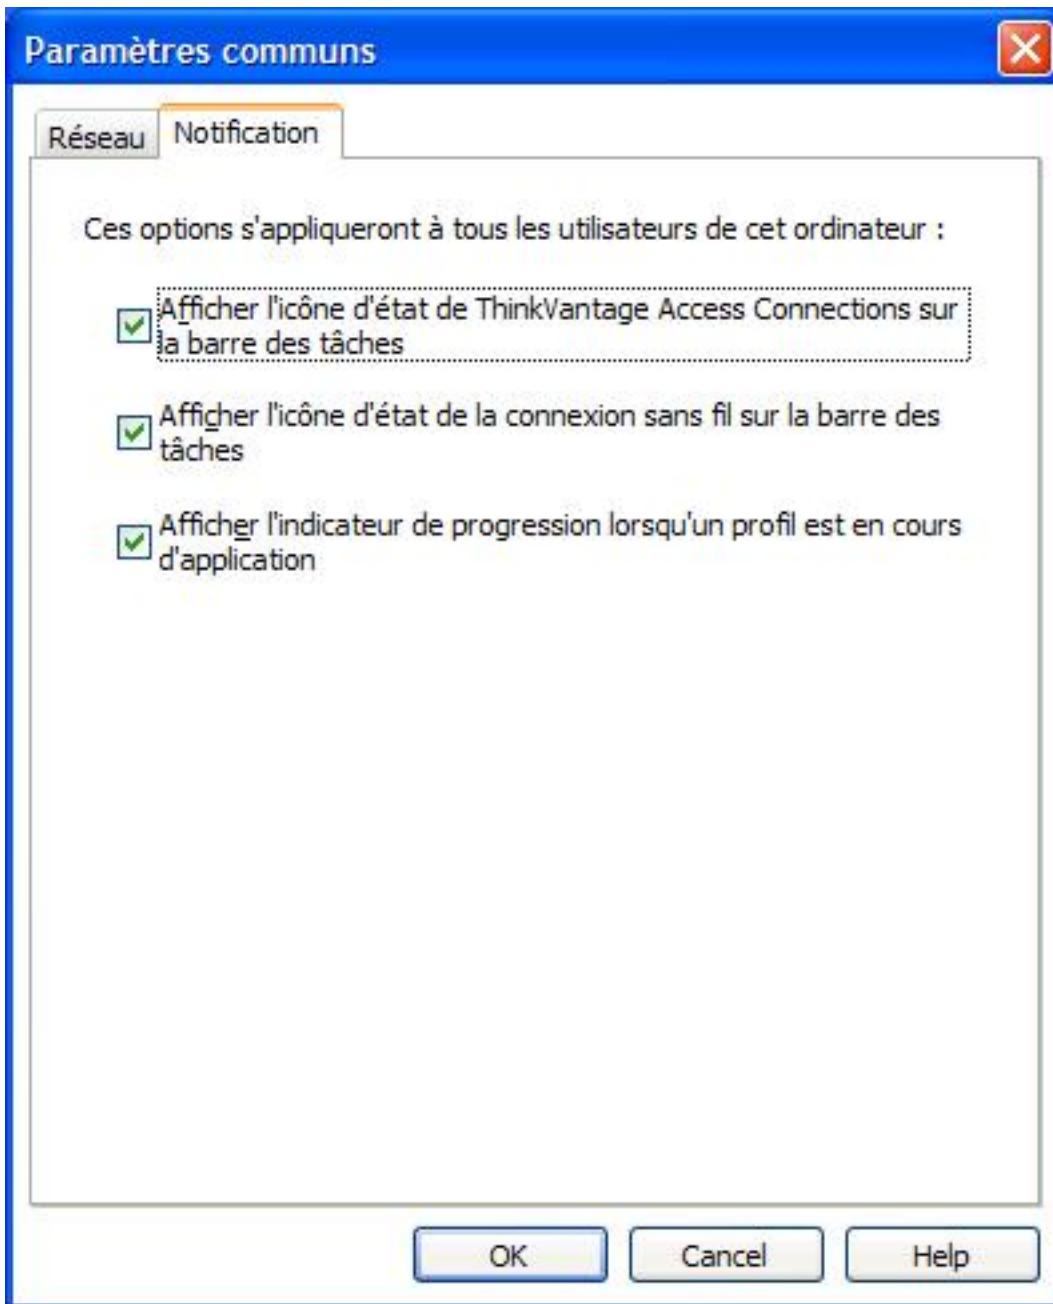 Paramètres communs
Réseau
Notification
Ces options s'appliqueront à tous les utilisateurs de cet ordinateur :
Afficher l'icône d'état de ThinkVantage Access Connections sur
la barre des tâches
Afficher l'icône d'état de la connexion sans fil sur la barre des
tâches
Afficher l'indicateur de progression lorsqu'un profil est en cours
d'application
OK
Cancel
Help